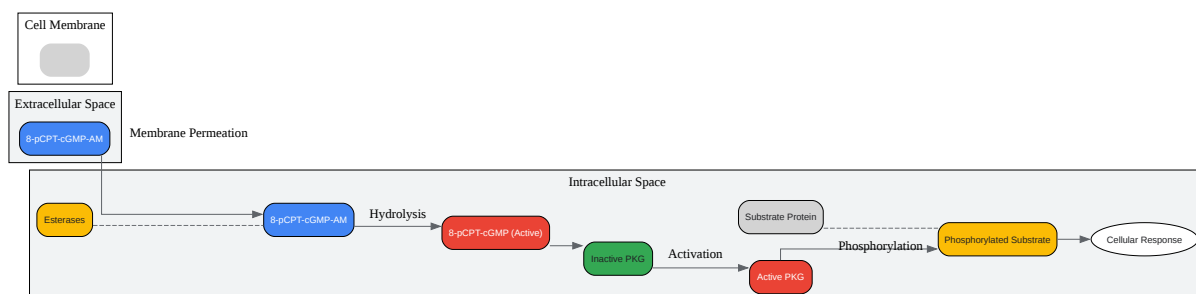 Cell Membrane
Extracellular Space
8-pCPT-cGMP-AM
Membrane Permeation
Intracellular Space
Esterases
8-pCPT-cGMP-AM
Hydrolysis
8-pCPT-cGMP (Active)
Inactive PKG
Activation
Substrate Protein
Active PKG
Phosphorylation
Phosphorylated Substrate
Cellular Response